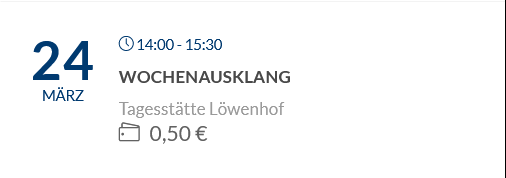 24
MÄRZ
14:00 - 15:30
WOCHENAUSKLANG
Tagesstätte Löwenhof
0,50 €